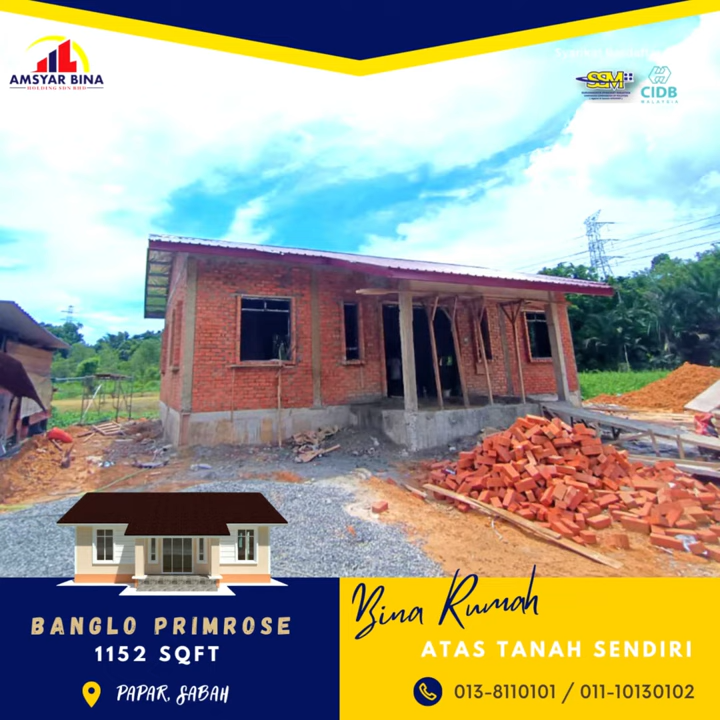 AMSYAR BINA
HOLDING SDN BHD
SSM
CIDB
MALAYSIA
BANGLO PRIMROSE
1152 SQFT
PAPAR, SABAH
Bina Rumah
ATAS TANAH SENDIRI
013-8110101 / 011-10130102